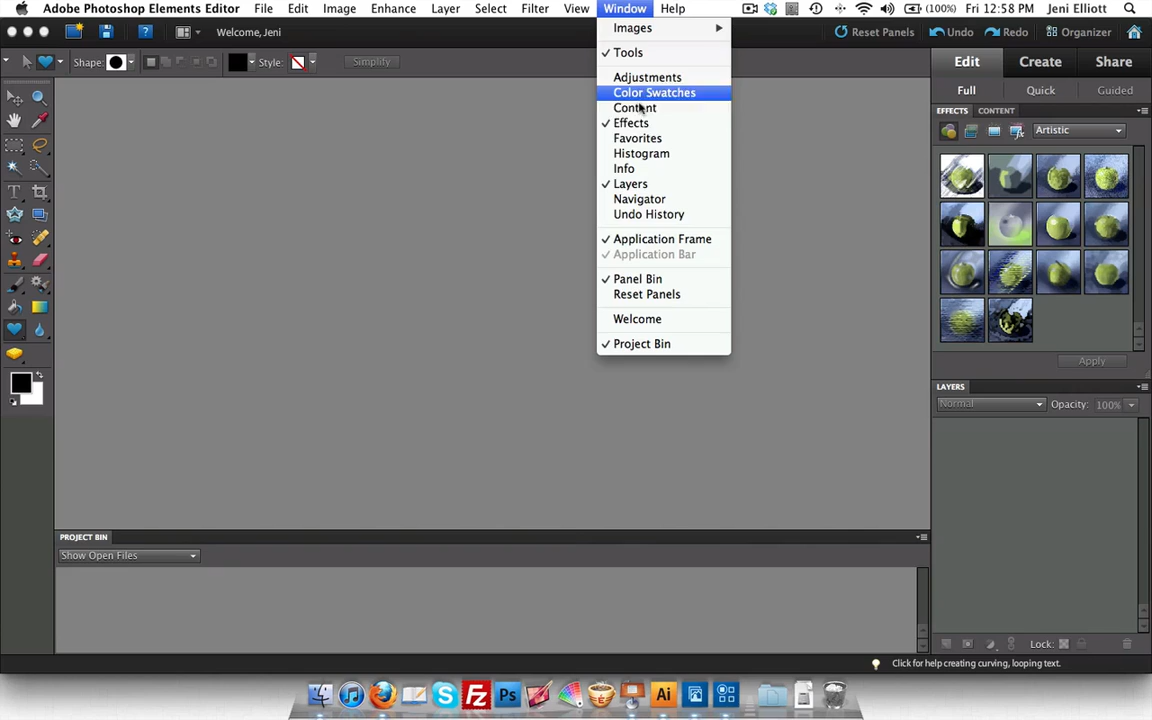 Adobe Photoshop Elements Editor File Edit Image Enhance Layer Select Filter View Window Help (100%) Fri 12:58 PM Jeni Elliott
Welcome, Jeni Reset Panels Undo Redo Organizer
Shape: Style: Simplify
Edit Create Share
Full Quick Guided
EFFECTS CONTENT
Artistic
Apply
Images
Tools
Adjustments
Color Swatches
Content
Effects
Favorites
Histogram
Info
Layers
Navigator
Undo History
Application Frame
Application Bar
Panel Bin
Reset Panels
Welcome
Project Bin
T
LAYERS
Normal Opacity: 100%
PROJECT BIN
Show Open Files
Lock:
Click for help creating curving, looping text.
S Fz Ps Ai